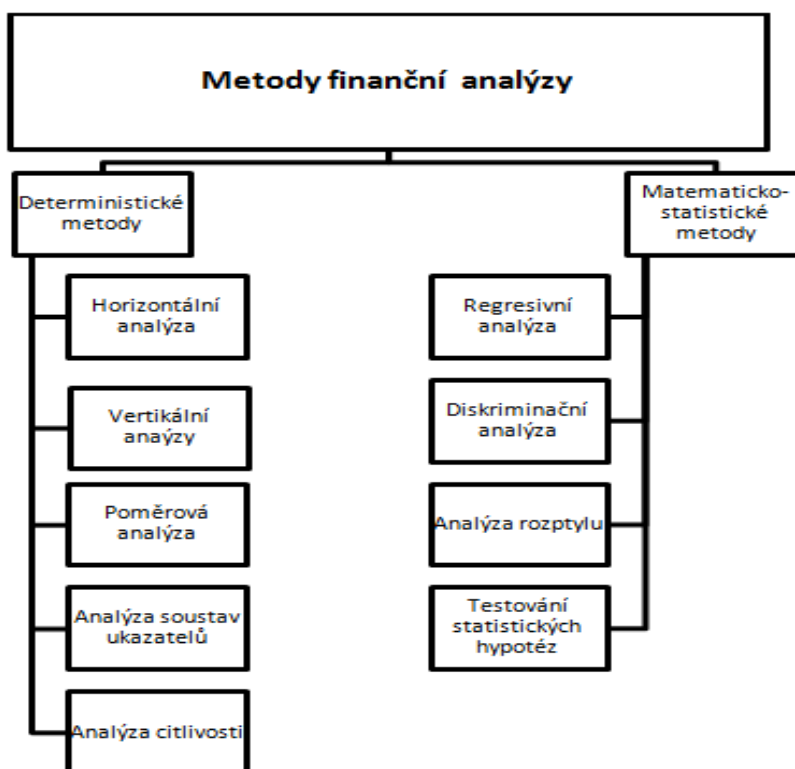 Metody finanční analýzy
Deterministické
metody
Horizontální
analýza
Vertikální
anaýzy
Poměrová
analýza
Analýza soustav
ukazatelů
Analýza citlivosti
Matematicko-
statistické
metody
Regresivní
analýza
Diskriminační
analýza
Analýza rozptylu
Testování
statistických
hypotéz